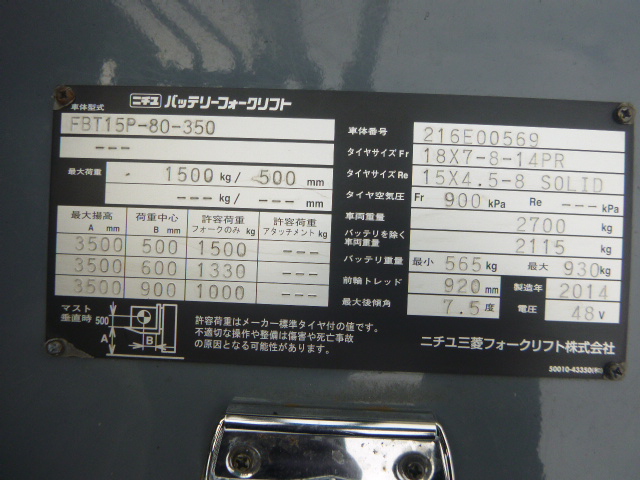 ニチユ バッテリーフォークリフト
車体型式
FBT15P-80-350
---
最大荷重 1500 kg/ 500 mm
--- kg/ --- mm
最大揚高 A mm 荷重中心 B mm 許容荷重 フォークのみ kg 許容荷重 アタッチメント kg
3500 500 1500 ---
3500 600 1330 ---
3500 900 1000 ---
マスト垂直時 500 A B
許容荷重はメーカー標準タイヤ付の値です。
不適切な操作や整備は傷害や死亡事故
の原因となる可能性があります。
車体番号 216E00569
タイヤサイズ Fr 18X7-8-14PR
タイヤサイズ Re 15X4.5-8 SOLID
タイヤ空気圧 Fr 900 kPa Re --- kPa
車両重量 2700 kg
バッテリを除く車両重量 2115 kg
バッテリ重量 最小 565 kg 最大 930 kg
前輪トレッド 920 mm 製造年 2014
最大後傾角 7.5 度 電圧 48 V
ニチユ三菱フォークリフト株式会社